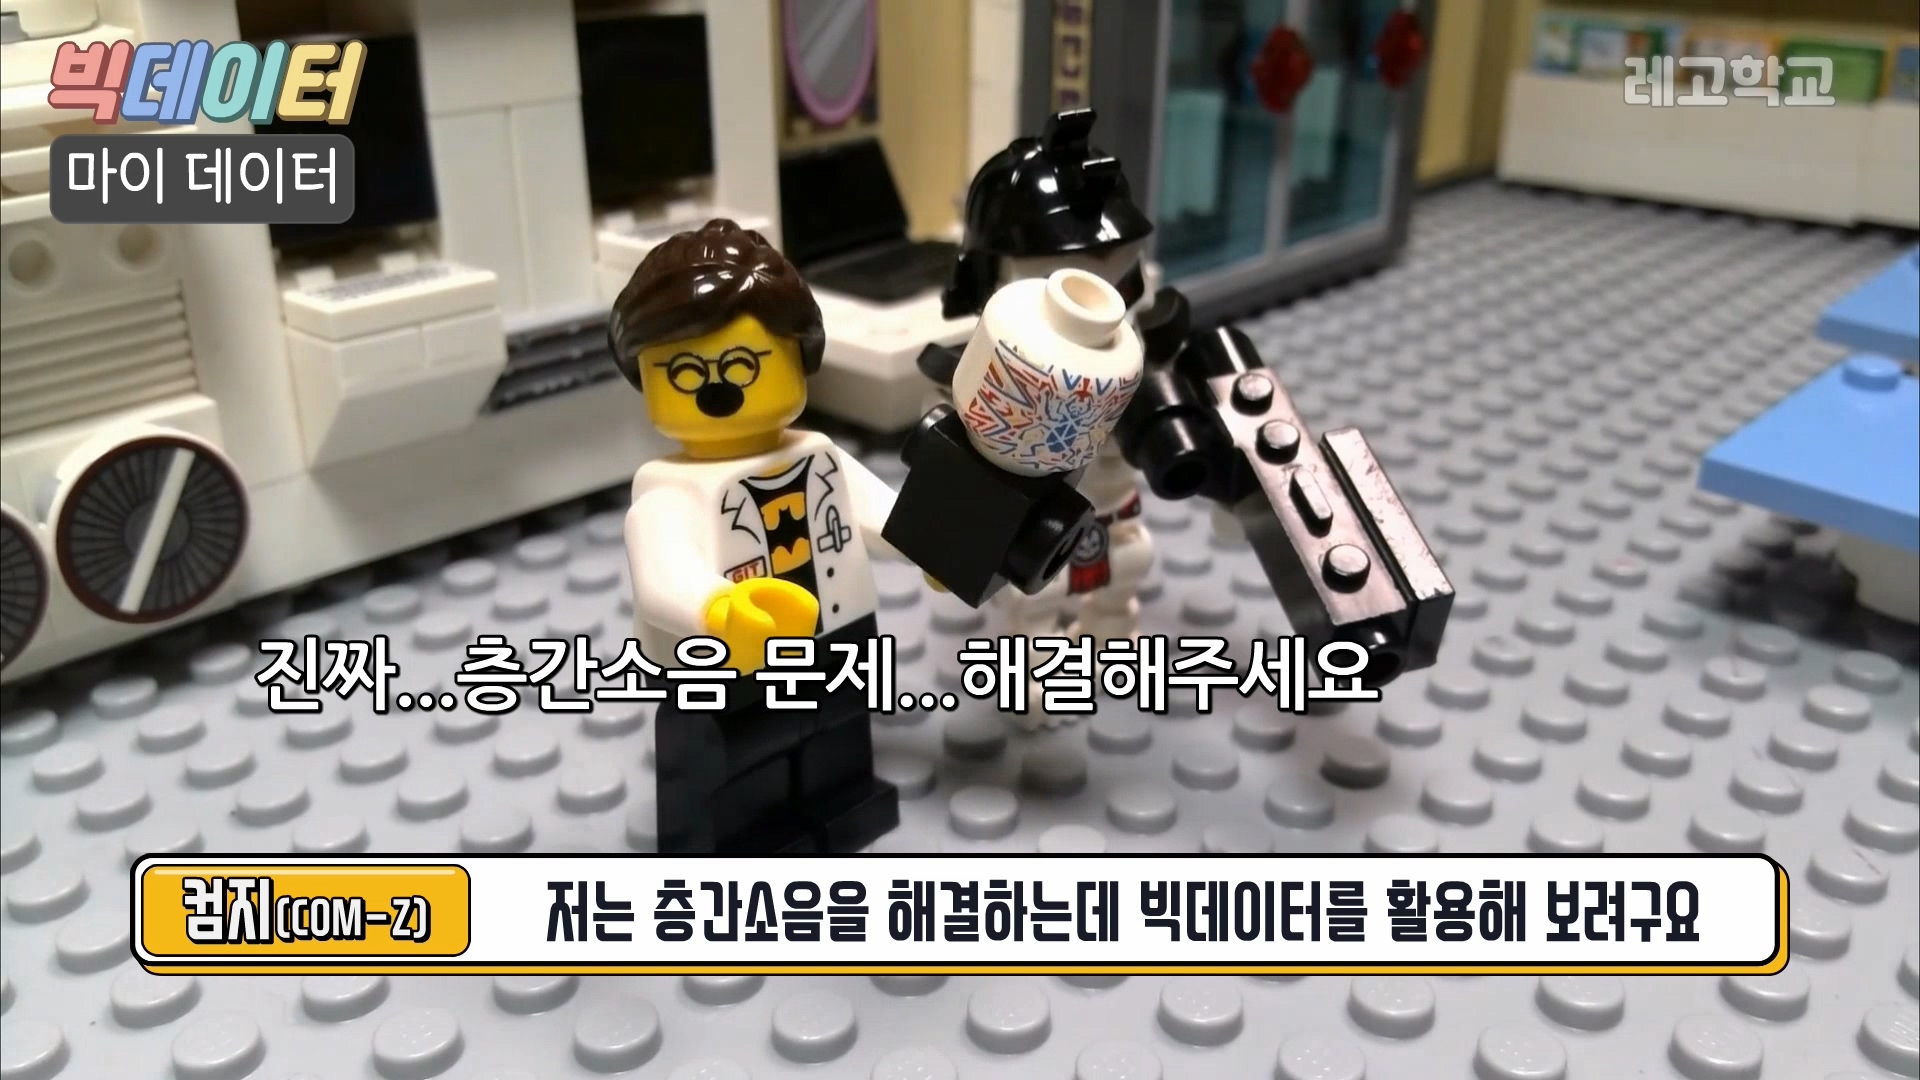 빅데이터
마이 데이터
레고학교
GIT
진짜...층간소음 문제...해결해주세요
컴지(COM-Z)
저는 층간소음을 해결하는데 빅데이터를 활용해 보려구요